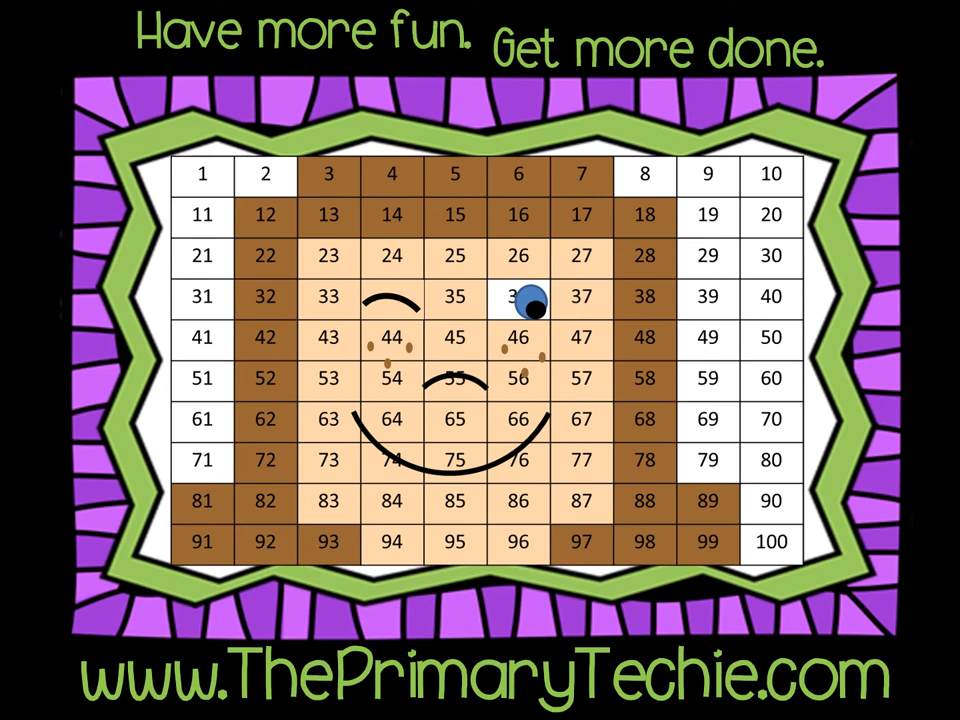 Have more fun. Get more done.
1 2 3 4 5 6 7 8 9 10
11 12 13 14 15 16 17 18 19 20
21 22 23 24 25 26 27 28 29 30
31 32 33 35 37 38 39 40
41 42 43 44 45 46 47 48 49 50
51 52 53 54 55 56 57 58 59 60
61 62 63 64 65 66 67 68 69 70
71 72 73 74 75 76 77 78 79 80
81 82 83 84 85 86 87 88 89 90
91 92 93 94 95 96 97 98 99 100
www.ThePrimaryTechie.com